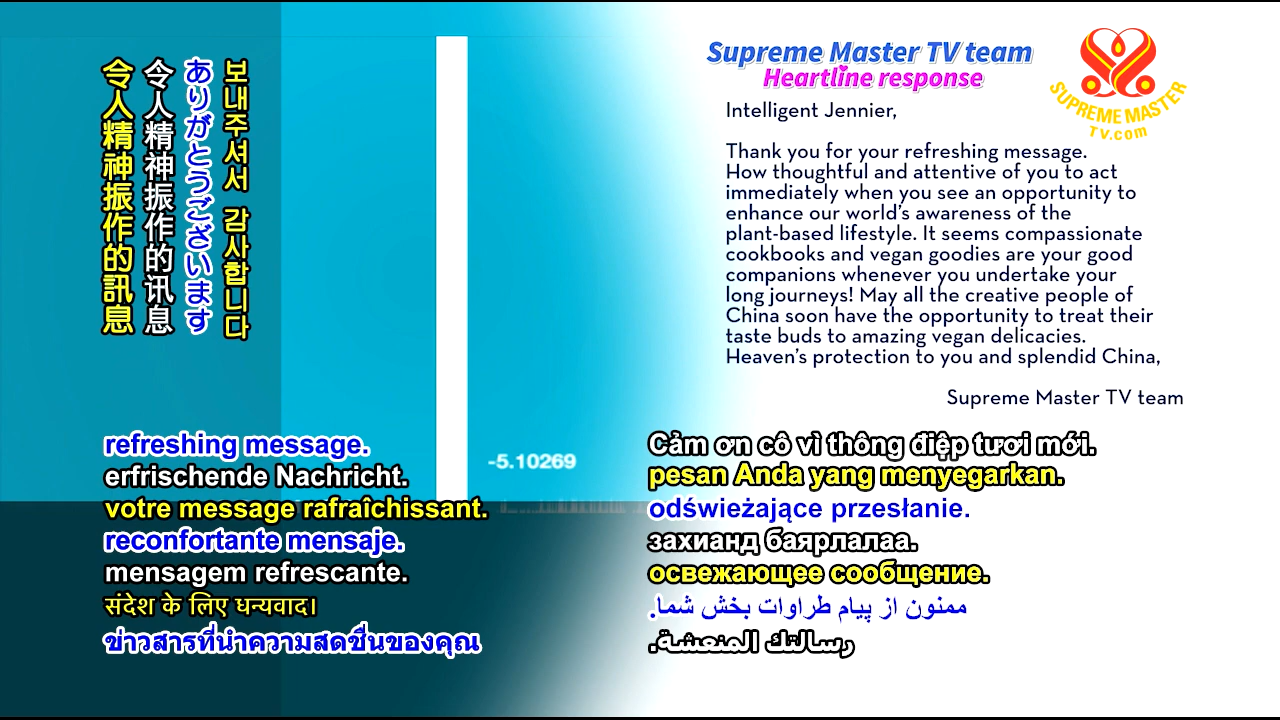 보내주셔서 감사합니다
ありがとうございます
令人精神振作的讯息
令人精神振作的訊息
Supreme Master TV team
Heartline response
SUPREME MASTER
TV.com
Intelligent Jennier,
Thank you for your refreshing message.
How thoughtful and attentive of you to act
immediately when you see an opportunity to
enhance our world's awareness of the
plant-based lifestyle. It seems compassionate
cookbooks and vegan goodies are your good
companions whenever you undertake your
long journeys! May all the creative people of
China soon have the opportunity to treat their
taste buds to amazing vegan delicacies.
Heaven's protection to you and splendid China,
Supreme Master TV team
-5.10269
refreshing message.
erfrischende Nachricht.
votre message rafraîchissant.
reconfortante mensaje.
mensagem refrescante.
संदेश के लिए धन्यवाद।
ข่าวสารที่นำความสดชื่นของคุณ
Cảm ơn cô vì thông điệp tươi mới.
pesan Anda yang menyegarkan.
odświeżające przesłanie.
захианд баярлалаа.
освежающее сообщение.
ممنون از پیام طراوات بخش شما.
رسالتك المنعشة.